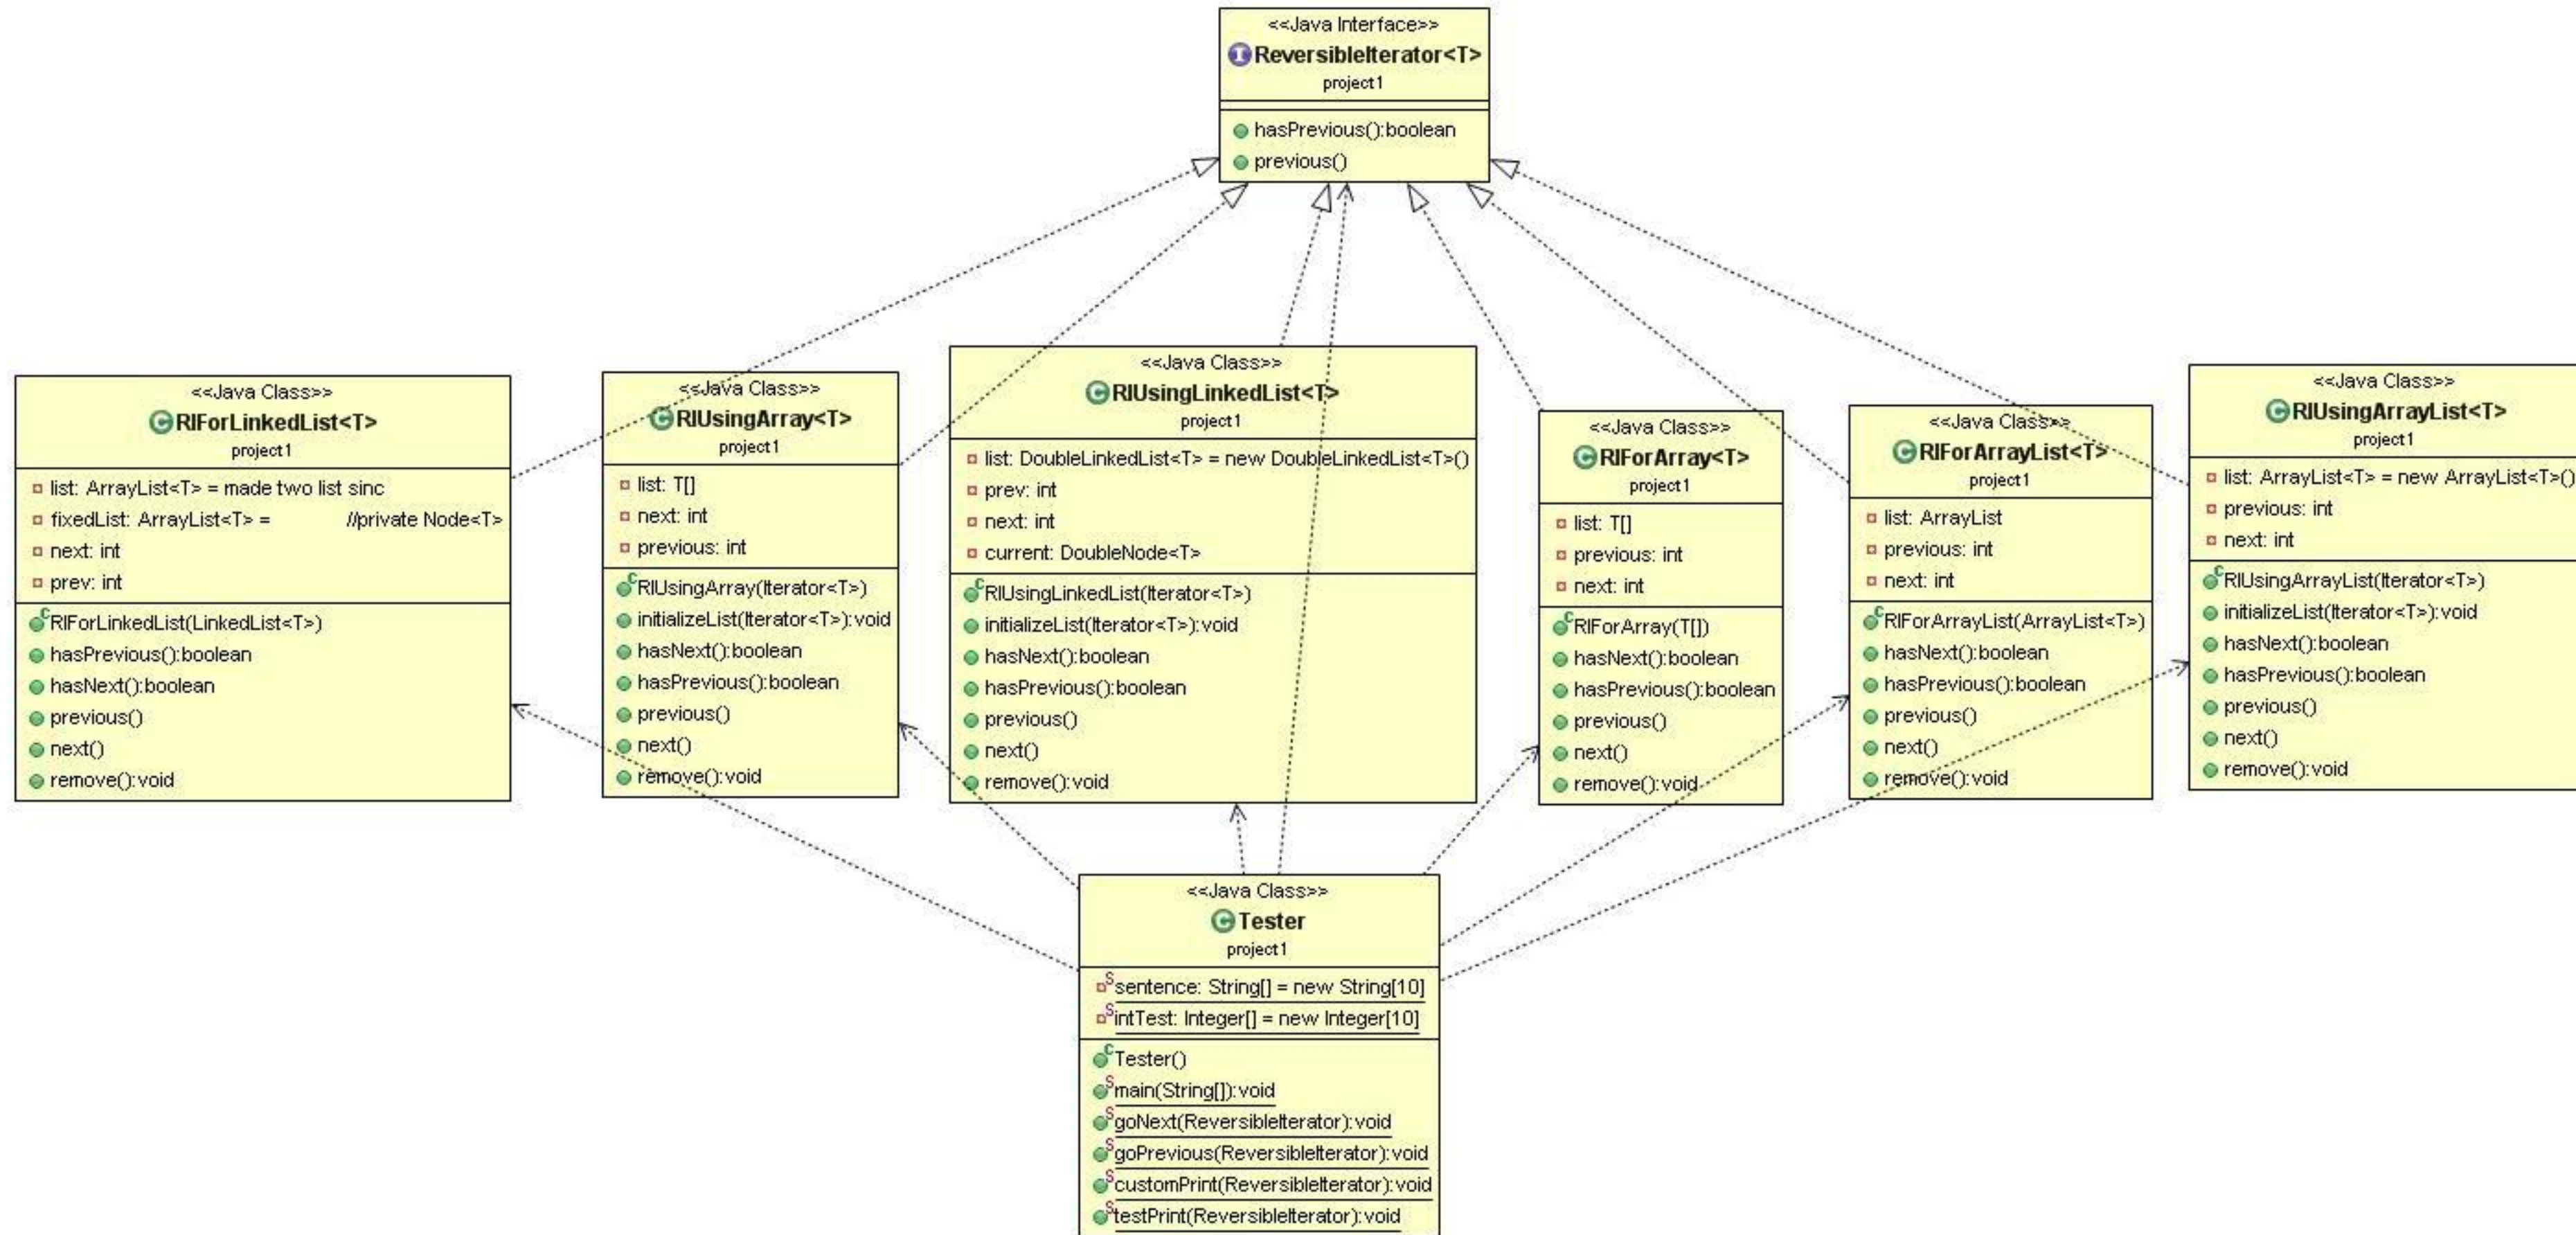 <<Java Interface>>
ReversibleIterator<T>
project1
hasPrevious():boolean
previous()
<<Java Class>>
RIForLinkedList<T>
project1
list: ArrayList<T> = made two list sinc
fixedList: ArrayList<T> = //private Node<T>
next: int
prev: int
RIForLinkedList(LinkedList<T>)
hasPrevious():boolean
hasNext():boolean
previous()
next()
remove():void
<<Java Class>>
RIUsingArray<T>
project1
list: T[]
next: int
previous: int
RIUsingArray(Iterator<T>)
initializeList(Iterator<T>):void
hasNext():boolean
hasPrevious():boolean
previous()
next()
remove():void
<<Java Class>>
RIUsingLinkedList<T>
project1
list: DoubleLinkedList<T> = new DoubleLinkedList<T>()
prev: int
next: int
current: DoubleNode<T>
RIUsingLinkedList(Iterator<T>)
initializeList(Iterator<T>):void
hasNext():boolean
hasPrevious():boolean
previous()
next()
remove():void
<<Java Class>>
RIForArray<T>
project1
list: T[]
previous: int
next: int
RIForArray(T[])
hasNext():boolean
hasPrevious():boolean
previous()
next()
remove():void
<<Java Class>>
RIForArrayList<T>
project1
list: ArrayList
previous: int
next: int
RIForArrayList(ArrayList<T>)
hasNext():boolean
hasPrevious():boolean
previous()
next()
remove():void
<<Java Class>>
RIUsingArrayList<T>
project1
list: ArrayList<T> = new ArrayList<T>()
previous: int
next: int
RIUsingArrayList(Iterator<T>)
initializeList(Iterator<T>):void
hasNext():boolean
hasPrevious():boolean
previous()
next()
remove():void
<<Java Class>>
Tester
project1
sentence: String[] = new String[10]
intTest: Integer[] = new Integer[10]
Tester()
main(String[]):void
goNext(ReversibleIterator):void
goPrevious(ReversibleIterator):void
customPrint(ReversibleIterator):void
testPrint(ReversibleIterator):void